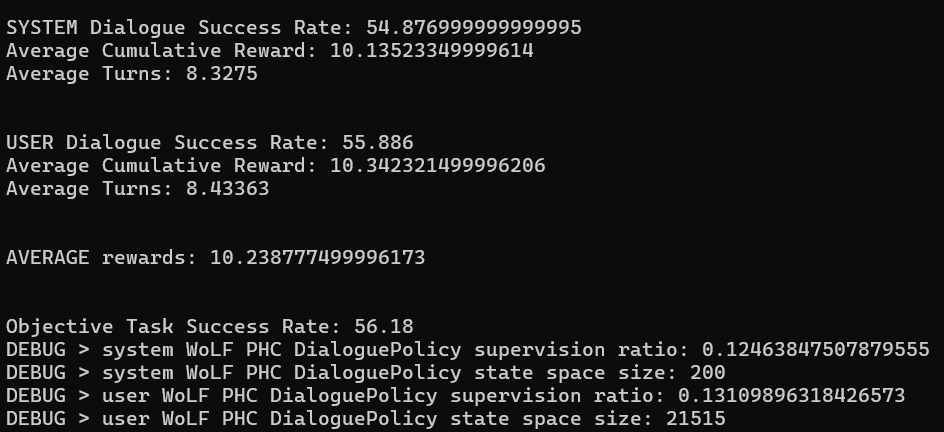 SYSTEM Dialogue Success Rate: 54.876999999999995
Average Cumulative Reward: 10.13523349999614
Average Turns: 8.3275
USER Dialogue Success Rate: 55.886
Average Cumulative Reward: 10.342321499996206
Average Turns: 8.43363
AVERAGE rewards: 10.238777499996173
Objective Task Success Rate: 56.18
DEBUG > system WoLF PHC DialoguePolicy supervision ratio: 0.12463847507879555
DEBUG > system WoLF PHC DialoguePolicy state space size: 200
DEBUG > user WoLF PHC DialoguePolicy supervision ratio: 0.13109896318426573
DEBUG > user WoLF PHC DialoguePolicy state space size: 21515